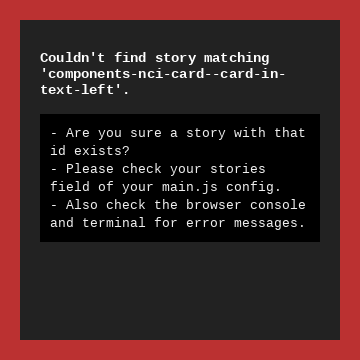 Couldn't find story matching
'components-nci-card--card-in-
text-left'.
- Are you sure a story with that
id exists?
- Please check your stories
field of your main.js config.
- Also check the browser console
and terminal for error messages.